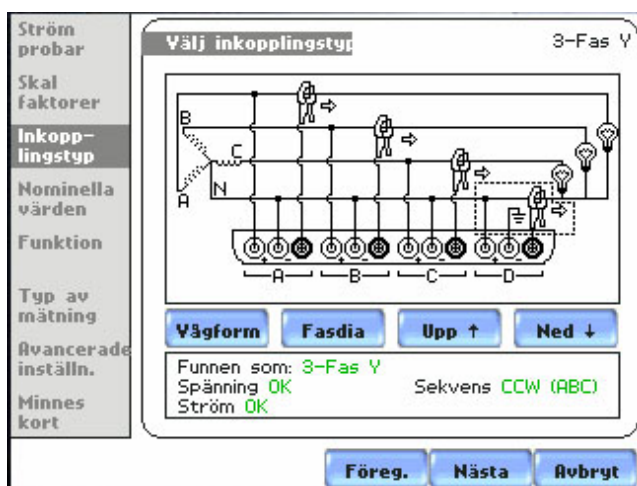 Ström
probar
Skal
faktorer
Inkopp-
lingstyp
Nominella
värden
Funktion
Typ av
mätning
Avancerade
inställn.
Minnes
kort
Välj inkopplingstyp
3-Fas Y
B
C
A
N
+ - + - + - + -
A B C D
Vågform
Fasdia
Upp ↑
Ned ↓
Funnen som: 3-Fas Y
Spänning OK
Sekvens CCW (ABC)
Ström OK
Föreg.
Nästa
Avbryt